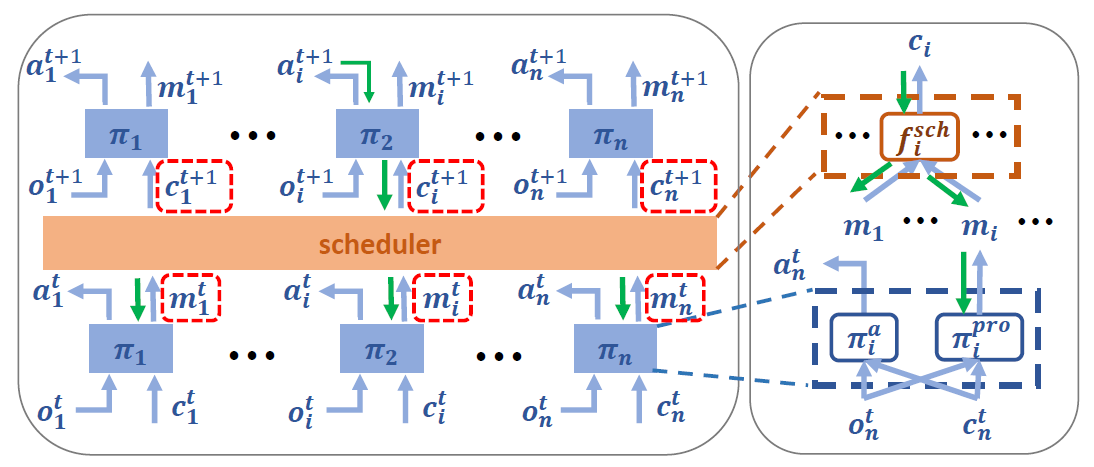 a_1^{t+1} m_1^{t+1} a_i^{t+1} m_i^{t+1} a_n^{t+1} m_n^{t+1}
π_1 ••• π_2 ••• π_n
o_1^{t+1} c_1^{t+1} o_i^{t+1} c_i^{t+1} o_n^{t+1} c_n^{t+1}
scheduler
a_1^t m_1^t a_i^t m_i^t a_n^t m_n^t
π_1 ••• π_2 ••• π_n
o_1^t c_1^t o_i^t c_i^t o_n^t c_n^t
c_i
••• f_i^{sch} •••
m_1 ••• m_i •••
a_n^t
π_i^a π_i^{pro}
o_n^t c_n^t